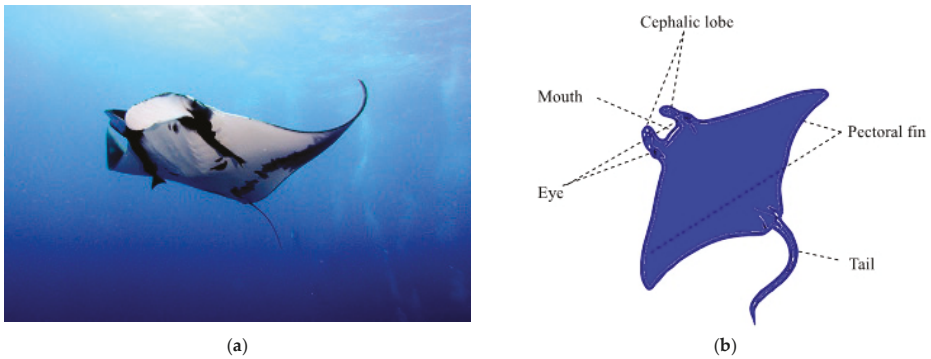 Cephalic lobe
Mouth
Pectoral fin
Eye
Tail
(a)
(b)